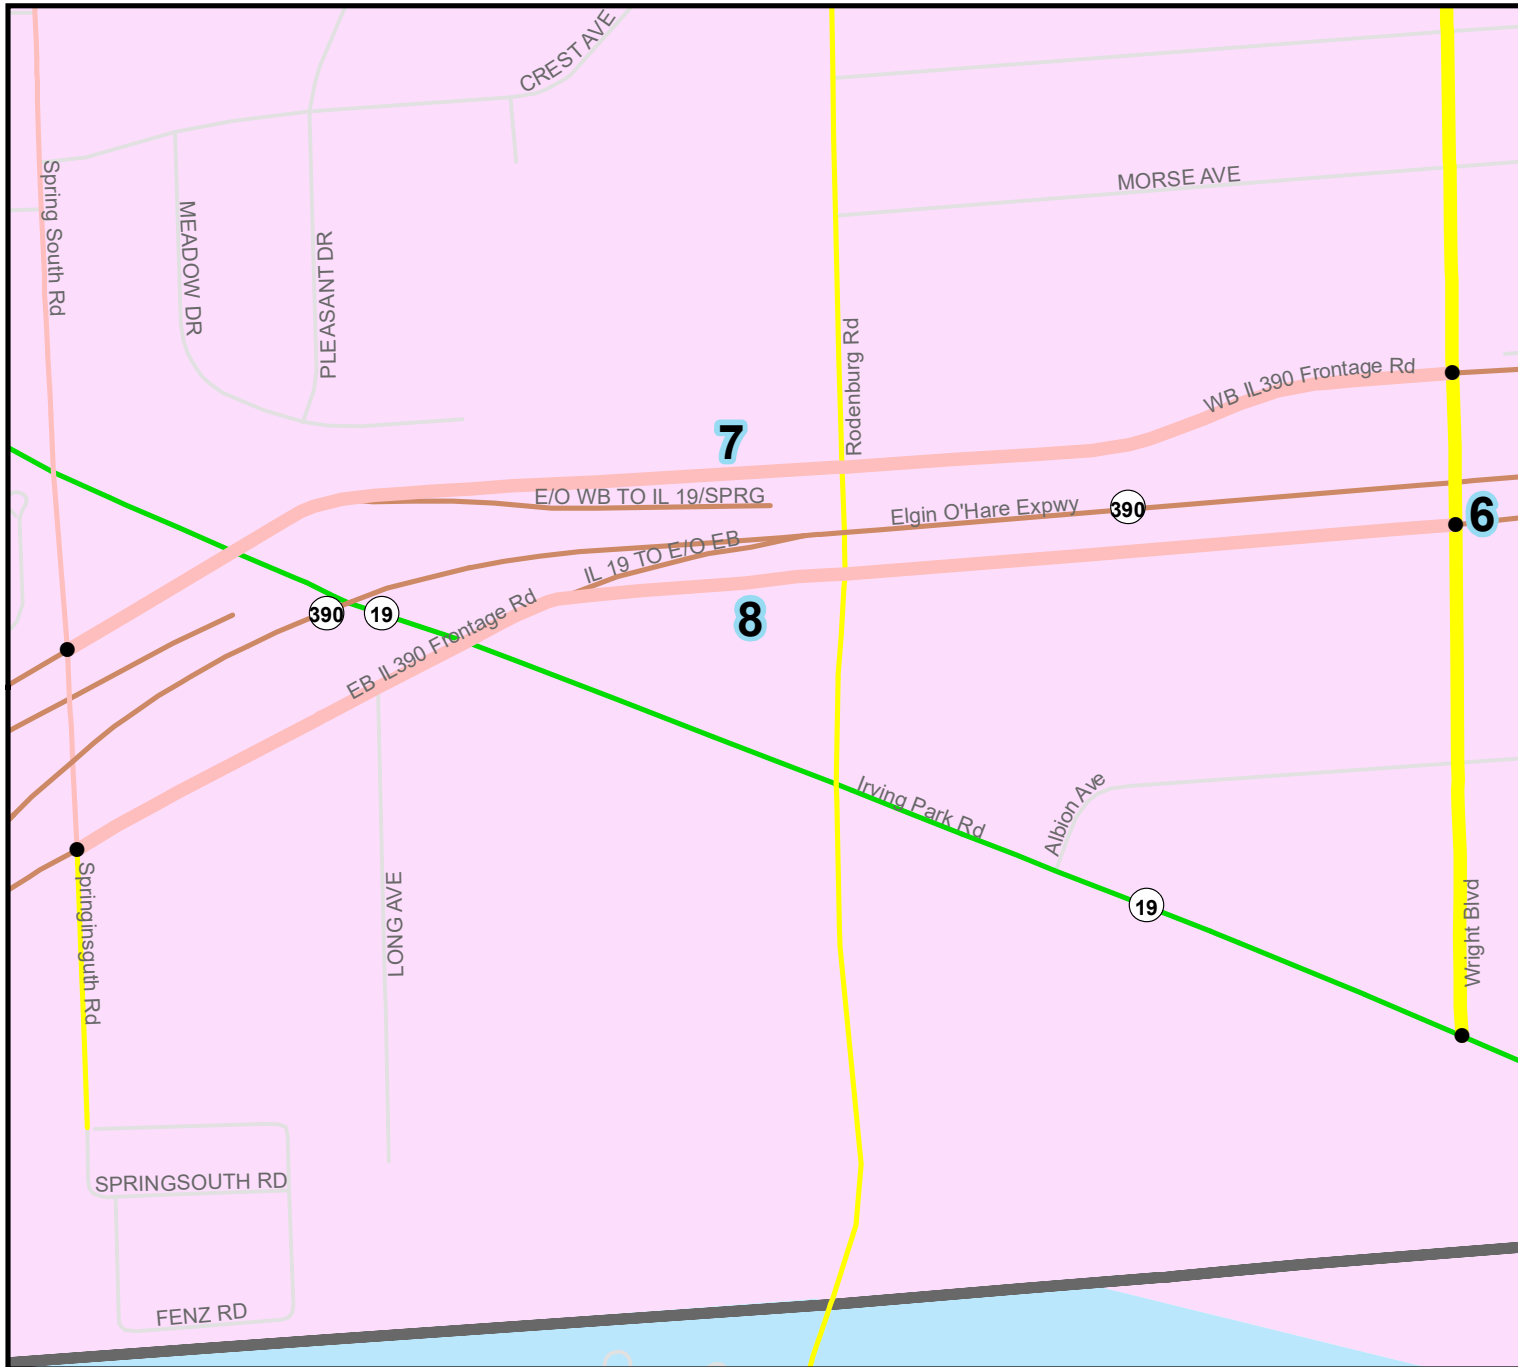 CREST AVE
MORSE AVE
Spring South Rd
MEADOW DR
PLEASANT DR
Rodenburg Rd
WB IL390 Frontage Rd
7
E/O WB TO IL 19/SPRG
Elgin O'Hare Expwy
390
6
IL 19 TO E/O EB
390
19
EB IL390 Frontage Rd
8
Irving Park Rd
Albion Ave
Springinsguth Rd
LONG AVE
19
Wright Blvd
SPRINGSOUTH RD
FENZ RD